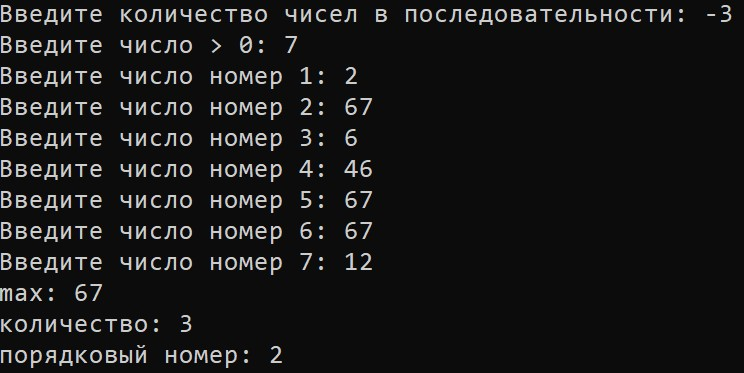 Введите количество чисел в последовательности: -3
Введите число > 0: 7
Введите число номер 1: 2
Введите число номер 2: 67
Введите число номер 3: 6
Введите число номер 4: 46
Введите число номер 5: 67
Введите число номер 6: 67
Введите число номер 7: 12
max: 67
количество: 3
порядковый номер: 2